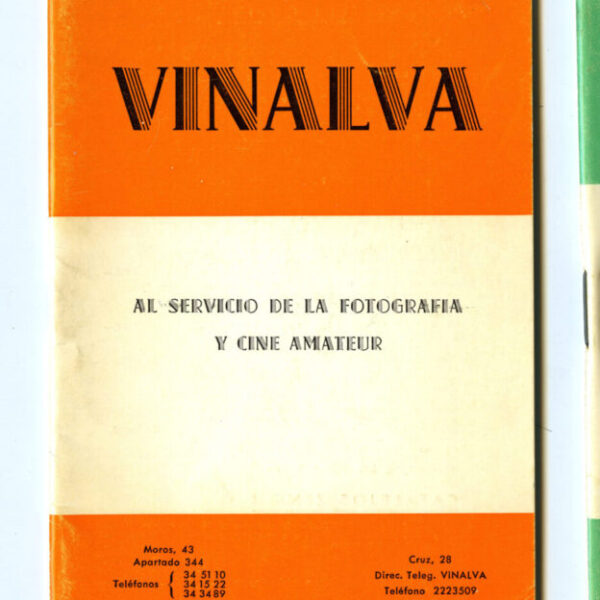 VINALVA
AL SERVICIO DE LA FOTOGRAFIA
Y CINE AMATEUR
Moros, 43
Apartado 344
Teléfonos { 34 51 10
34 15 22
34 34 89
Cruz, 28
Direc. Teleg. VINALVA
Teléfono 2223509